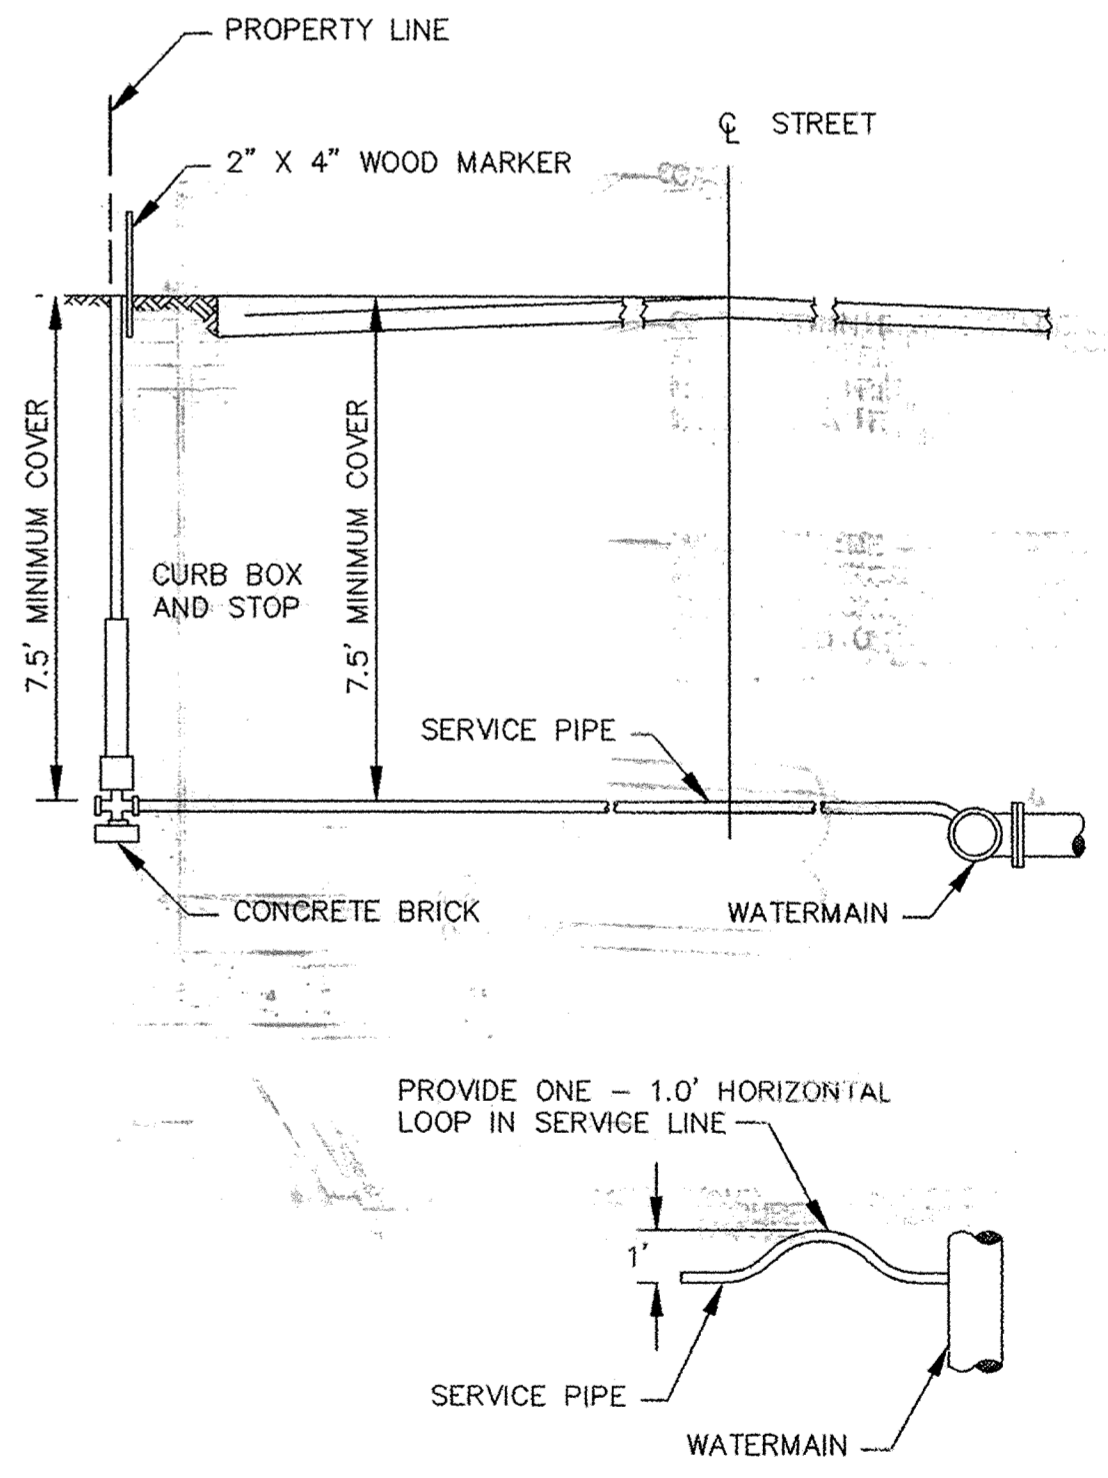 PROPERTY LINE
℄ STREET
2" X 4" WOOD MARKER
7.5' MINIMUM COVER
7.5' MINIMUM COVER
CURB BOX
AND STOP
SERVICE PIPE
CONCRETE BRICK
WATERMAIN
PROVIDE ONE – 1.0' HORIZONTAL
LOOP IN SERVICE LINE
1'
SERVICE PIPE
WATERMAIN